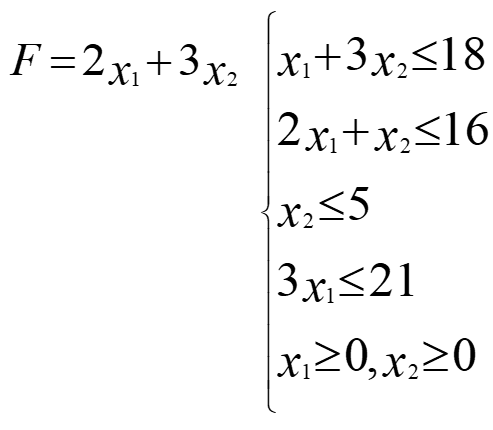 F=2x₁+3x₂
x₁+3x₂≤18
2x₁+x₂≤16
x₂≤5
3x₁≤21
x₁≥0,x₂≥0